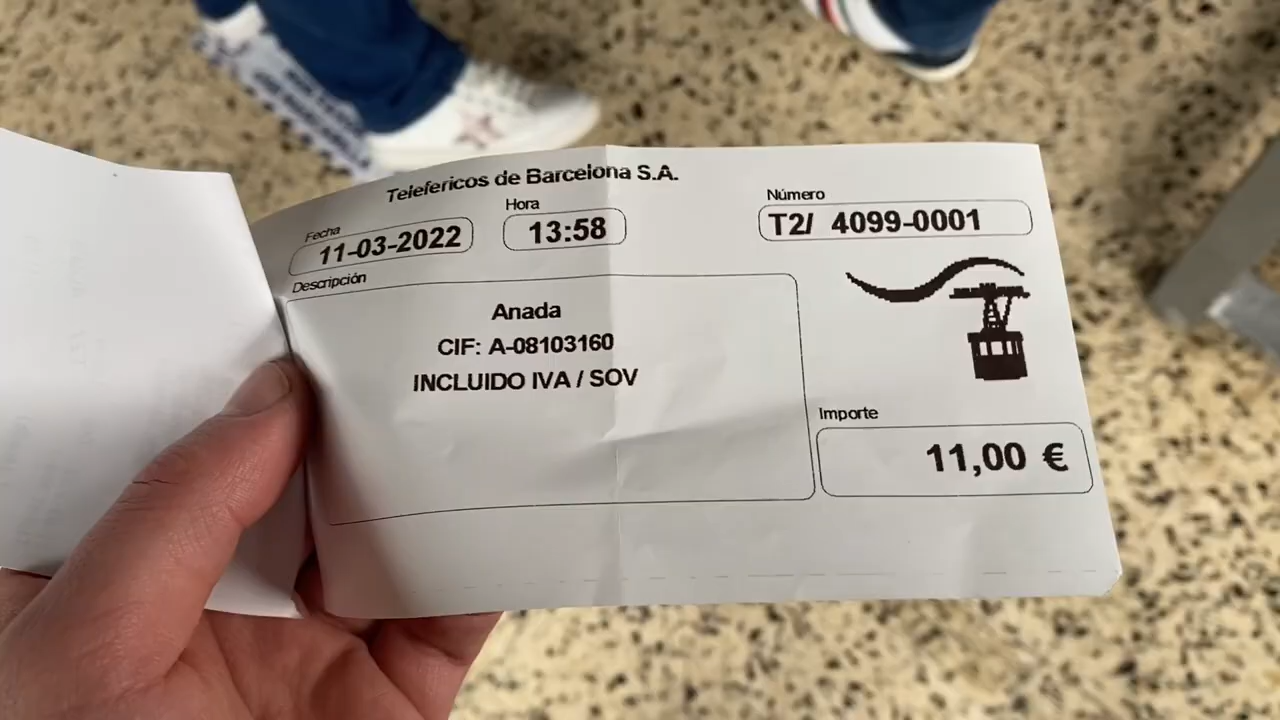 Telefericos de Barcelona S.A.
Fecha
11-03-2022
Hora
13:58
Número
T2/ 4099-0001
Descripción
Anada
CIF: A-08103160
INCLUIDO IVA / SOV
Importe
11,00 €